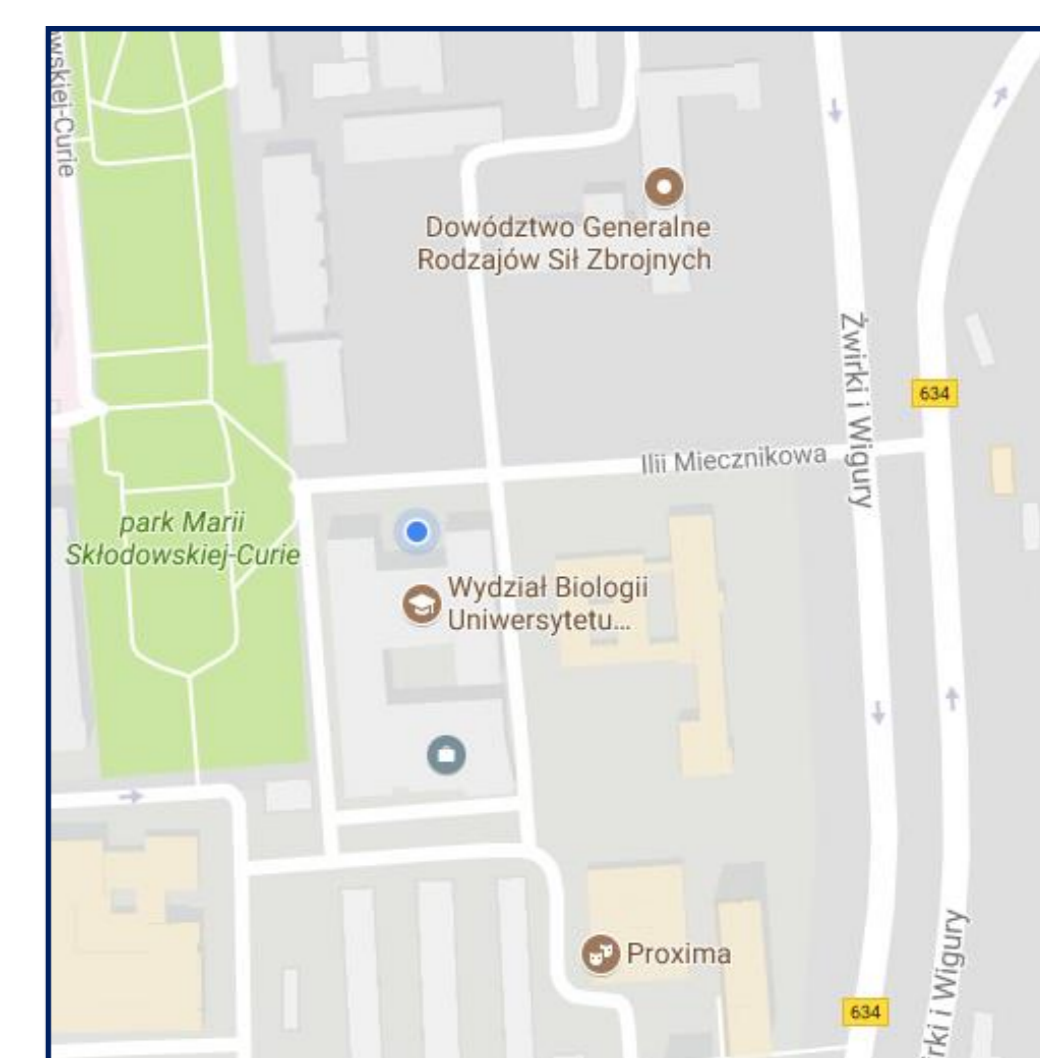 wskiej-Curie
Dowództwo Generalne
Rodzajów Sił Zbrojnych
Żwirki i Wigury
634
Ilii Miecznikowa
park Marii
Skłodowskiej-Curie
Wydział Biologii
Uniwersytetu...
Proxima
634
rki i Wigury